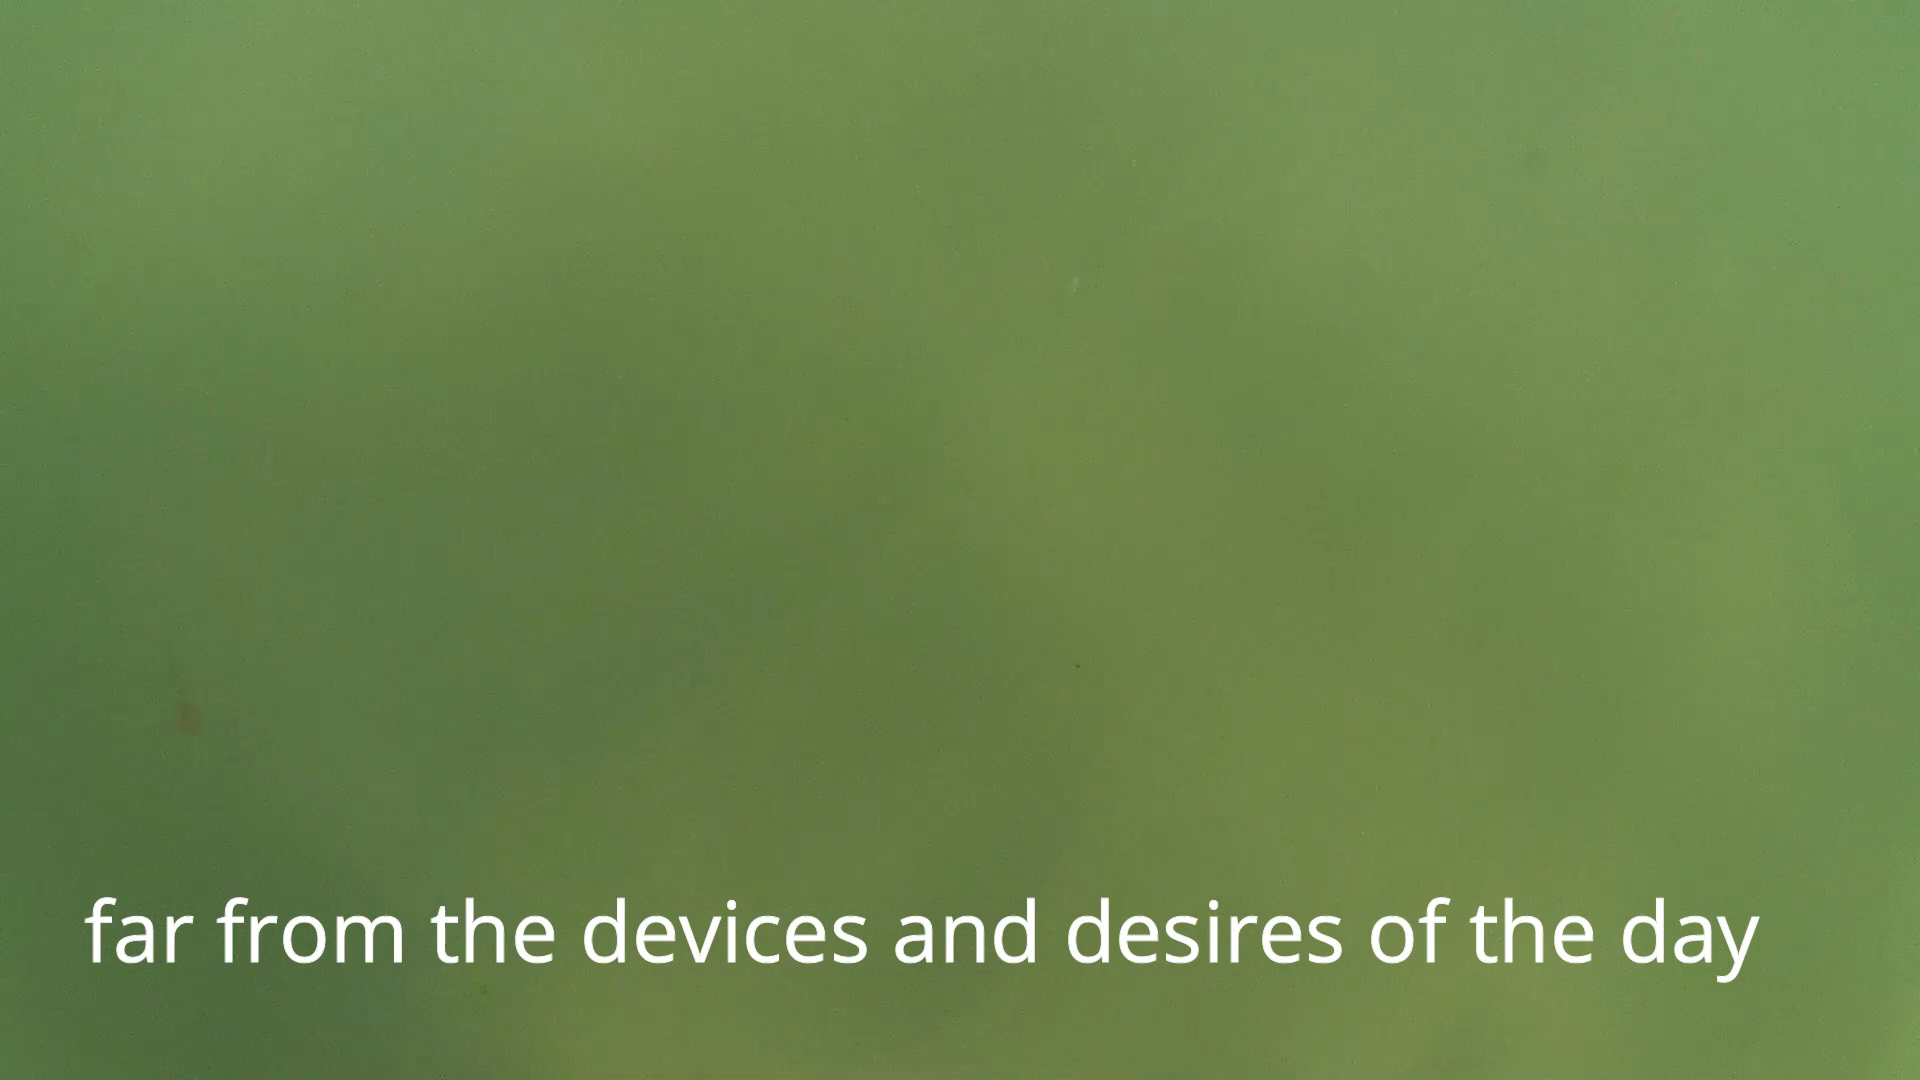 far from the devices and desires of the day